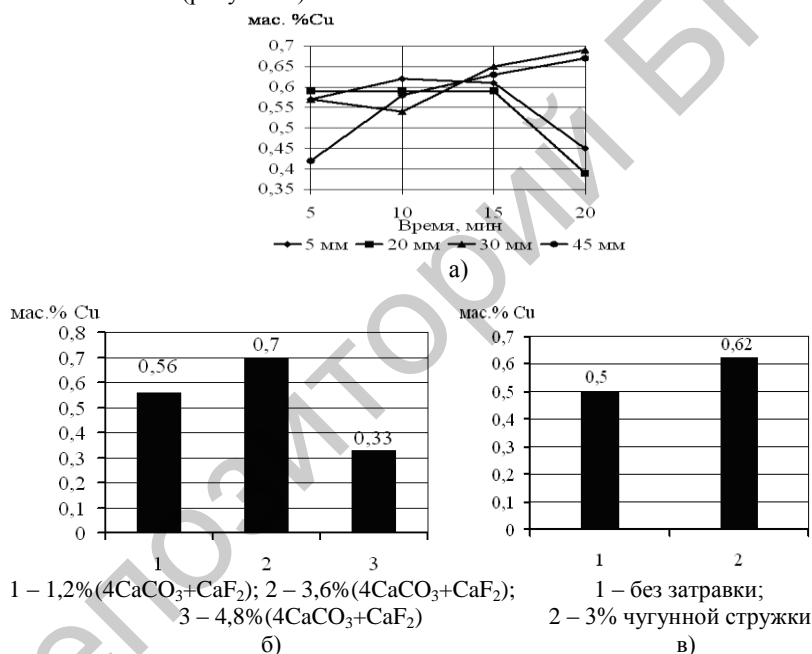 мас. %Cu
0,7
0,65
0,6
0,55
0,5
0,45
0,4
0,35
5 10 15 20
Время, мин
5 мм 20 мм 30 мм 45 мм
а)
мас.% Cu
0,8
0,7
0,6
0,5
0,4
0,3
0,2
0,1
0
0,56
0,7
0,33
1 2 3
1 – 1,2%(4CaCO₃+CaF₂); 2 – 3,6%(4CaCO₃+CaF₂);
3 – 4,8%(4CaCO₃+CaF₂)
б)
мас.% Cu
0,7
0,6
0,5
0,4
0,3
0,2
0,1
0
0,5
0,62
1 2
1 – без затравки;
2 – 3% чугунной стружки
в)